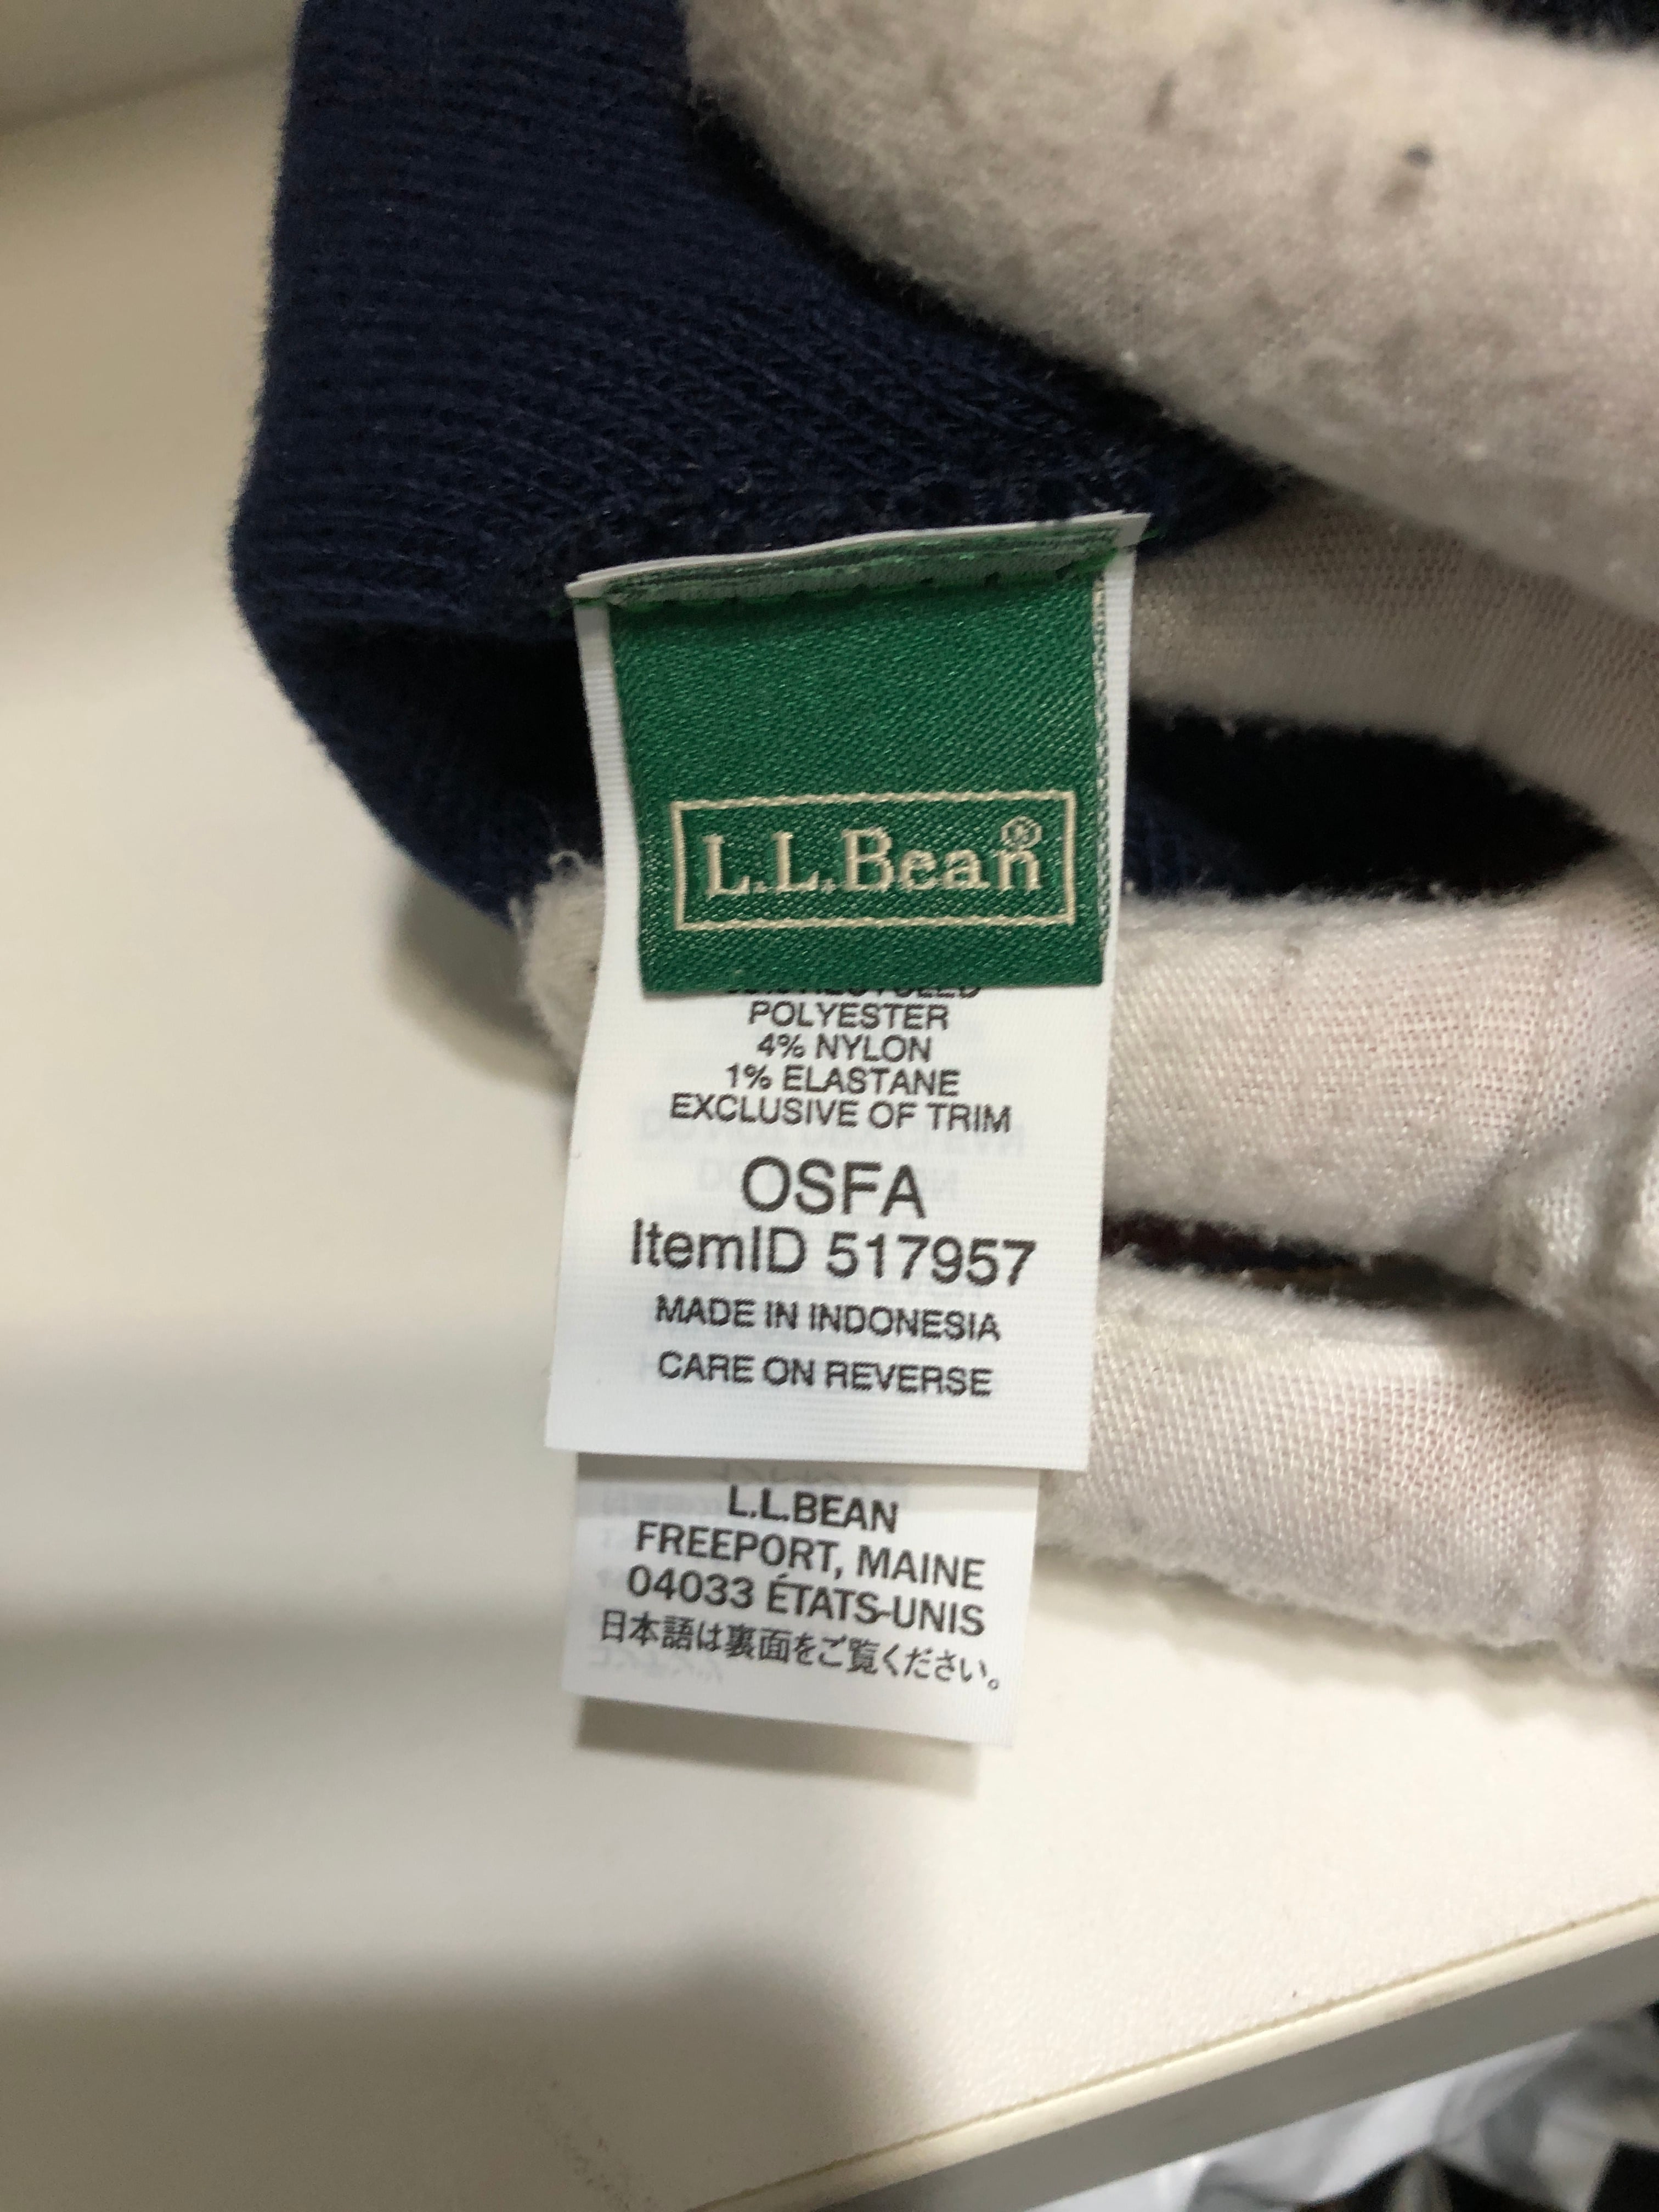 L.L.Bean®
RECYCLED
POLYESTER
4% NYLON
1% ELASTANE
EXCLUSIVE OF TRIM
OSFA
ItemID 517957
MADE IN INDONESIA
CARE ON REVERSE
L.L.BEAN
FREEPORT, MAINE
04033 ÉTATS-UNIS
日本語は裏面をご覧ください。